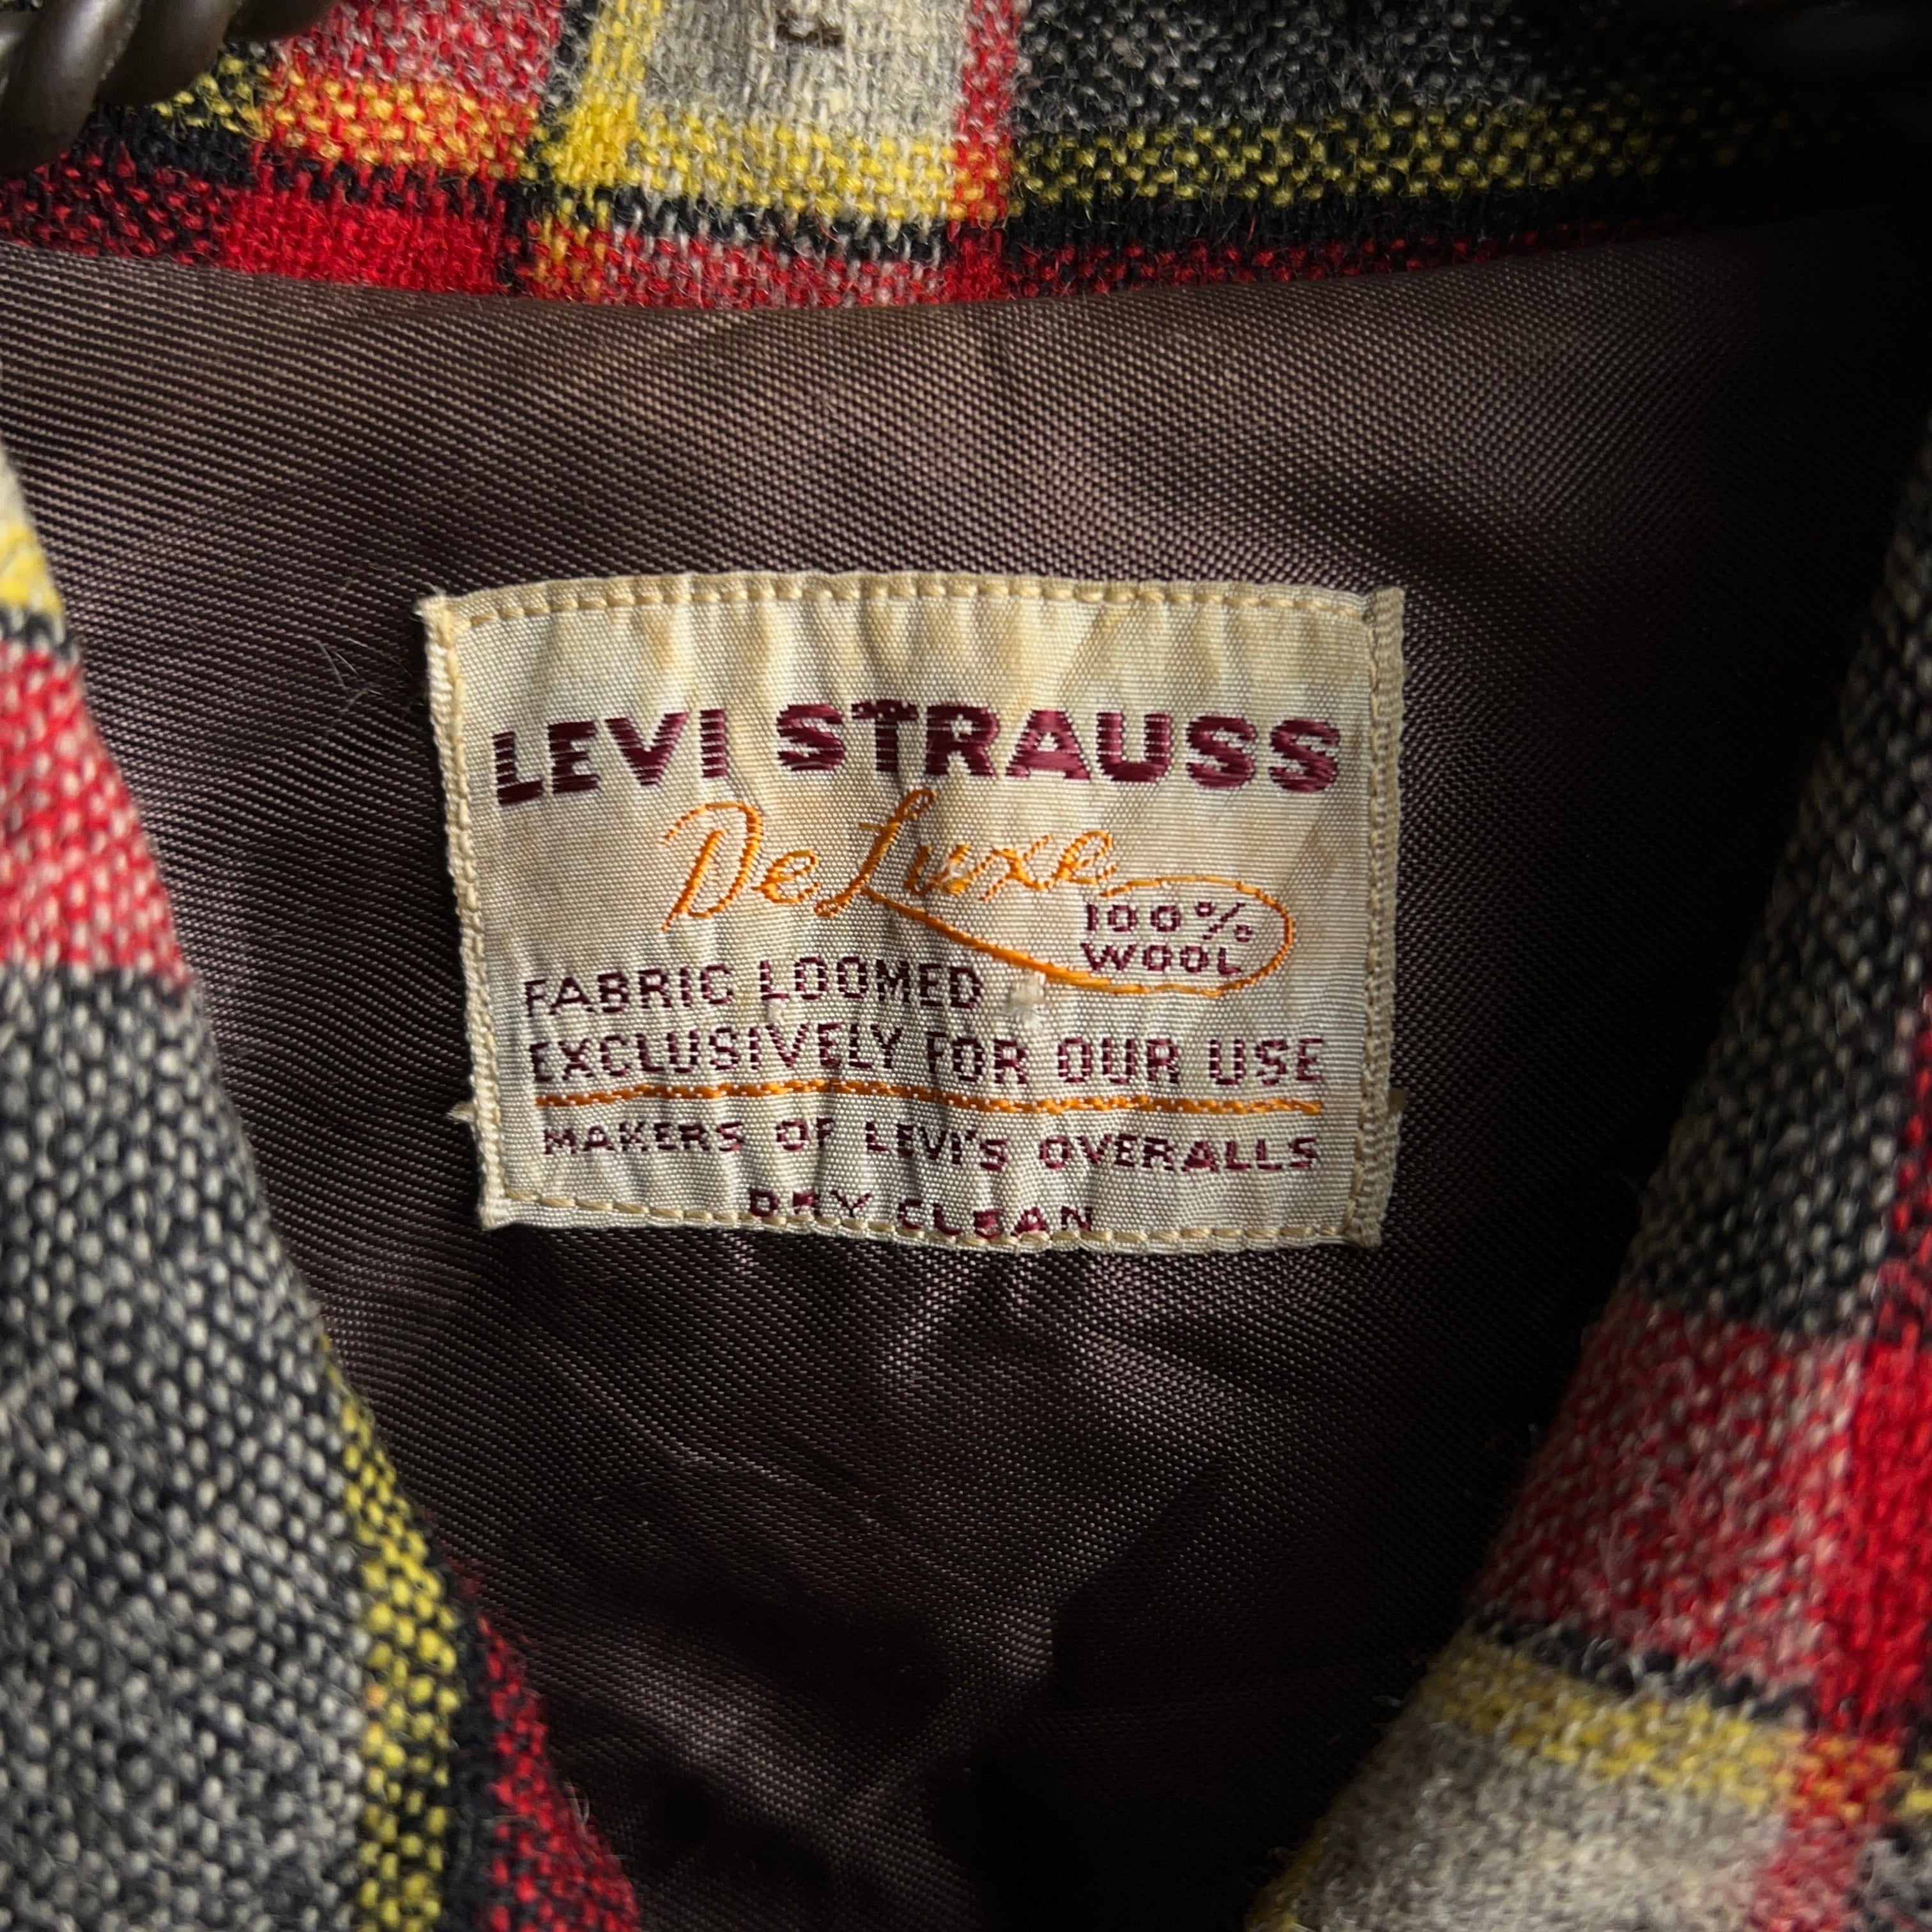 LEVI STRAUSS
DeLuxe
100%
WOOL
FABRIC LOOMED
EXCLUSIVELY FOR OUR USE
MAKERS OF LEVI'S OVERALLS
DRY CLEAN